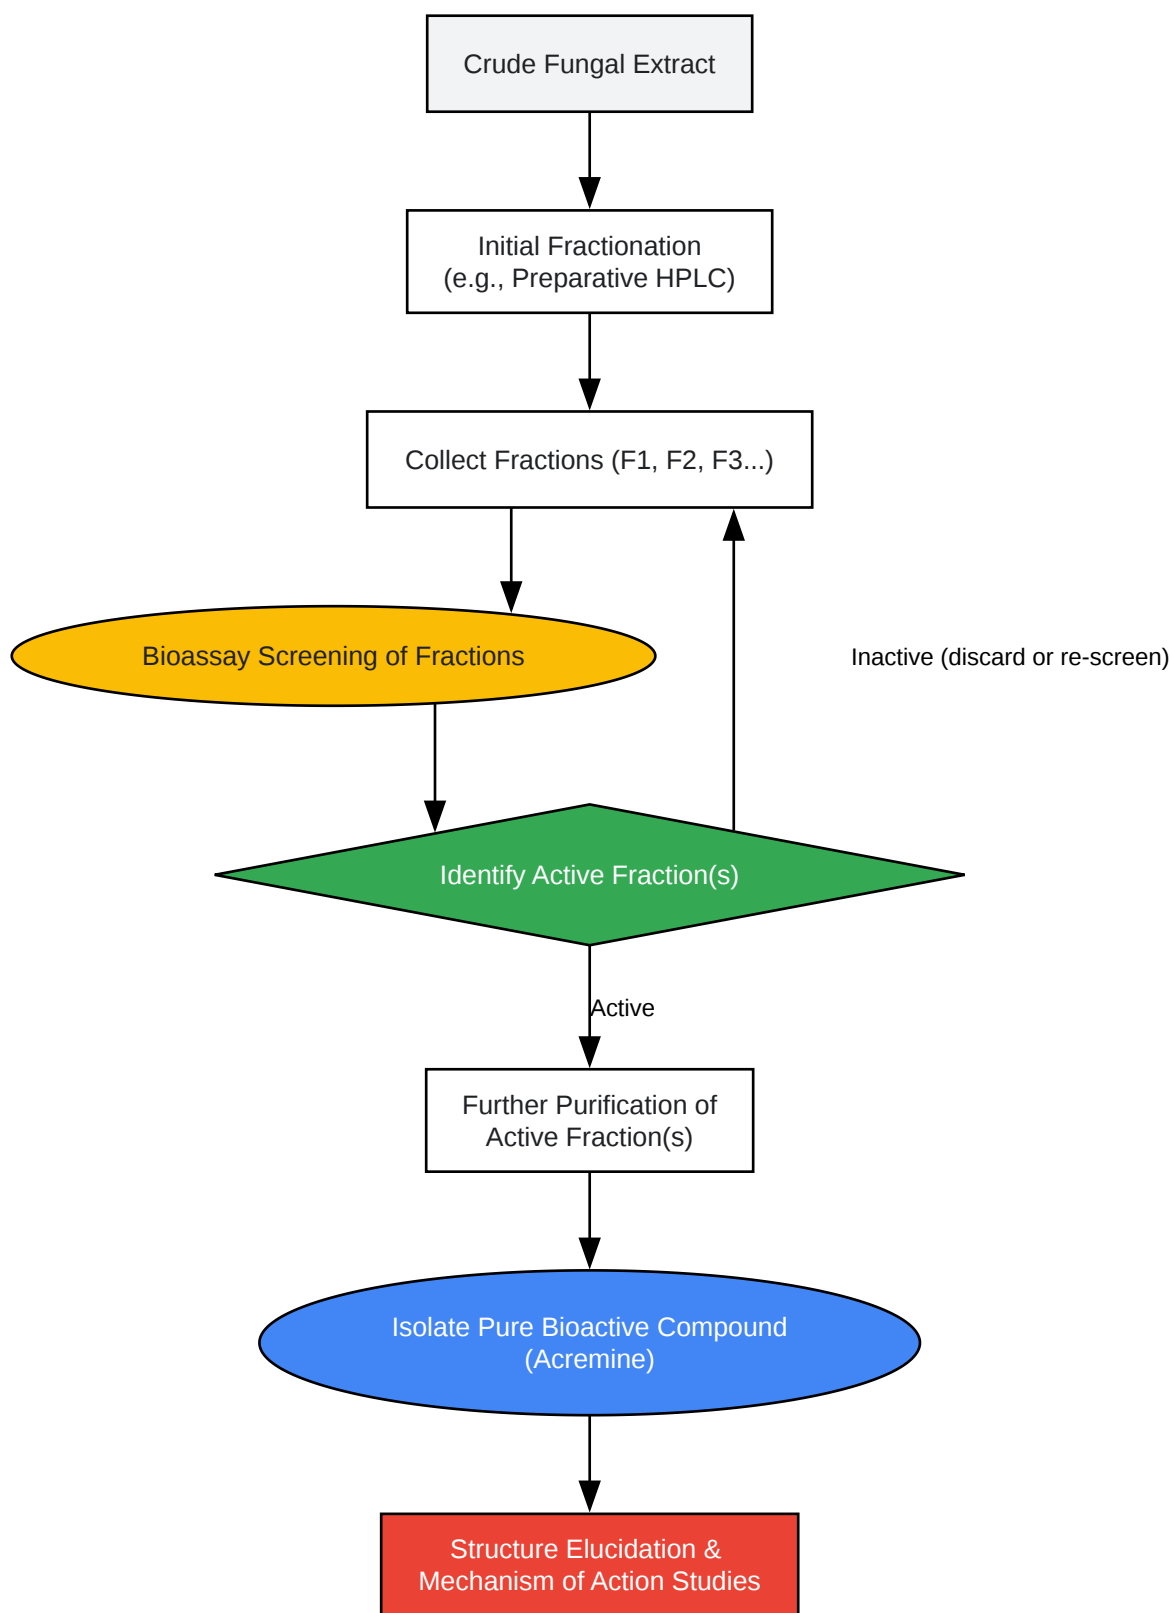 Crude Fungal Extract
Initial Fractionation
(e.g., Preparative HPLC)
Collect Fractions (F1, F2, F3...)
Bioassay Screening of Fractions
Inactive (discard or re-screen)
Identify Active Fraction(s)
Active
Further Purification of
Active Fraction(s)
Isolate Pure Bioactive Compound
(Acremine)
Structure Elucidation &
Mechanism of Action Studies